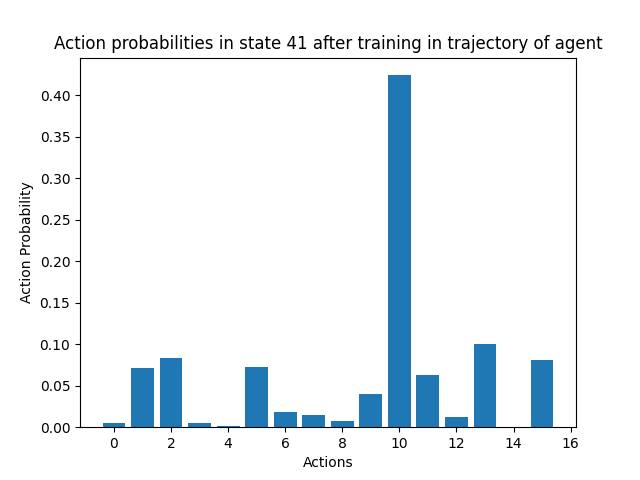 Action probabilities in state 41 after training in trajectory of agent
Action Probability
0.40
0.35
0.30
0.25
0.20
0.15
0.10
0.05
0.00
0 2 4 6 8 10 12 14 16
Actions